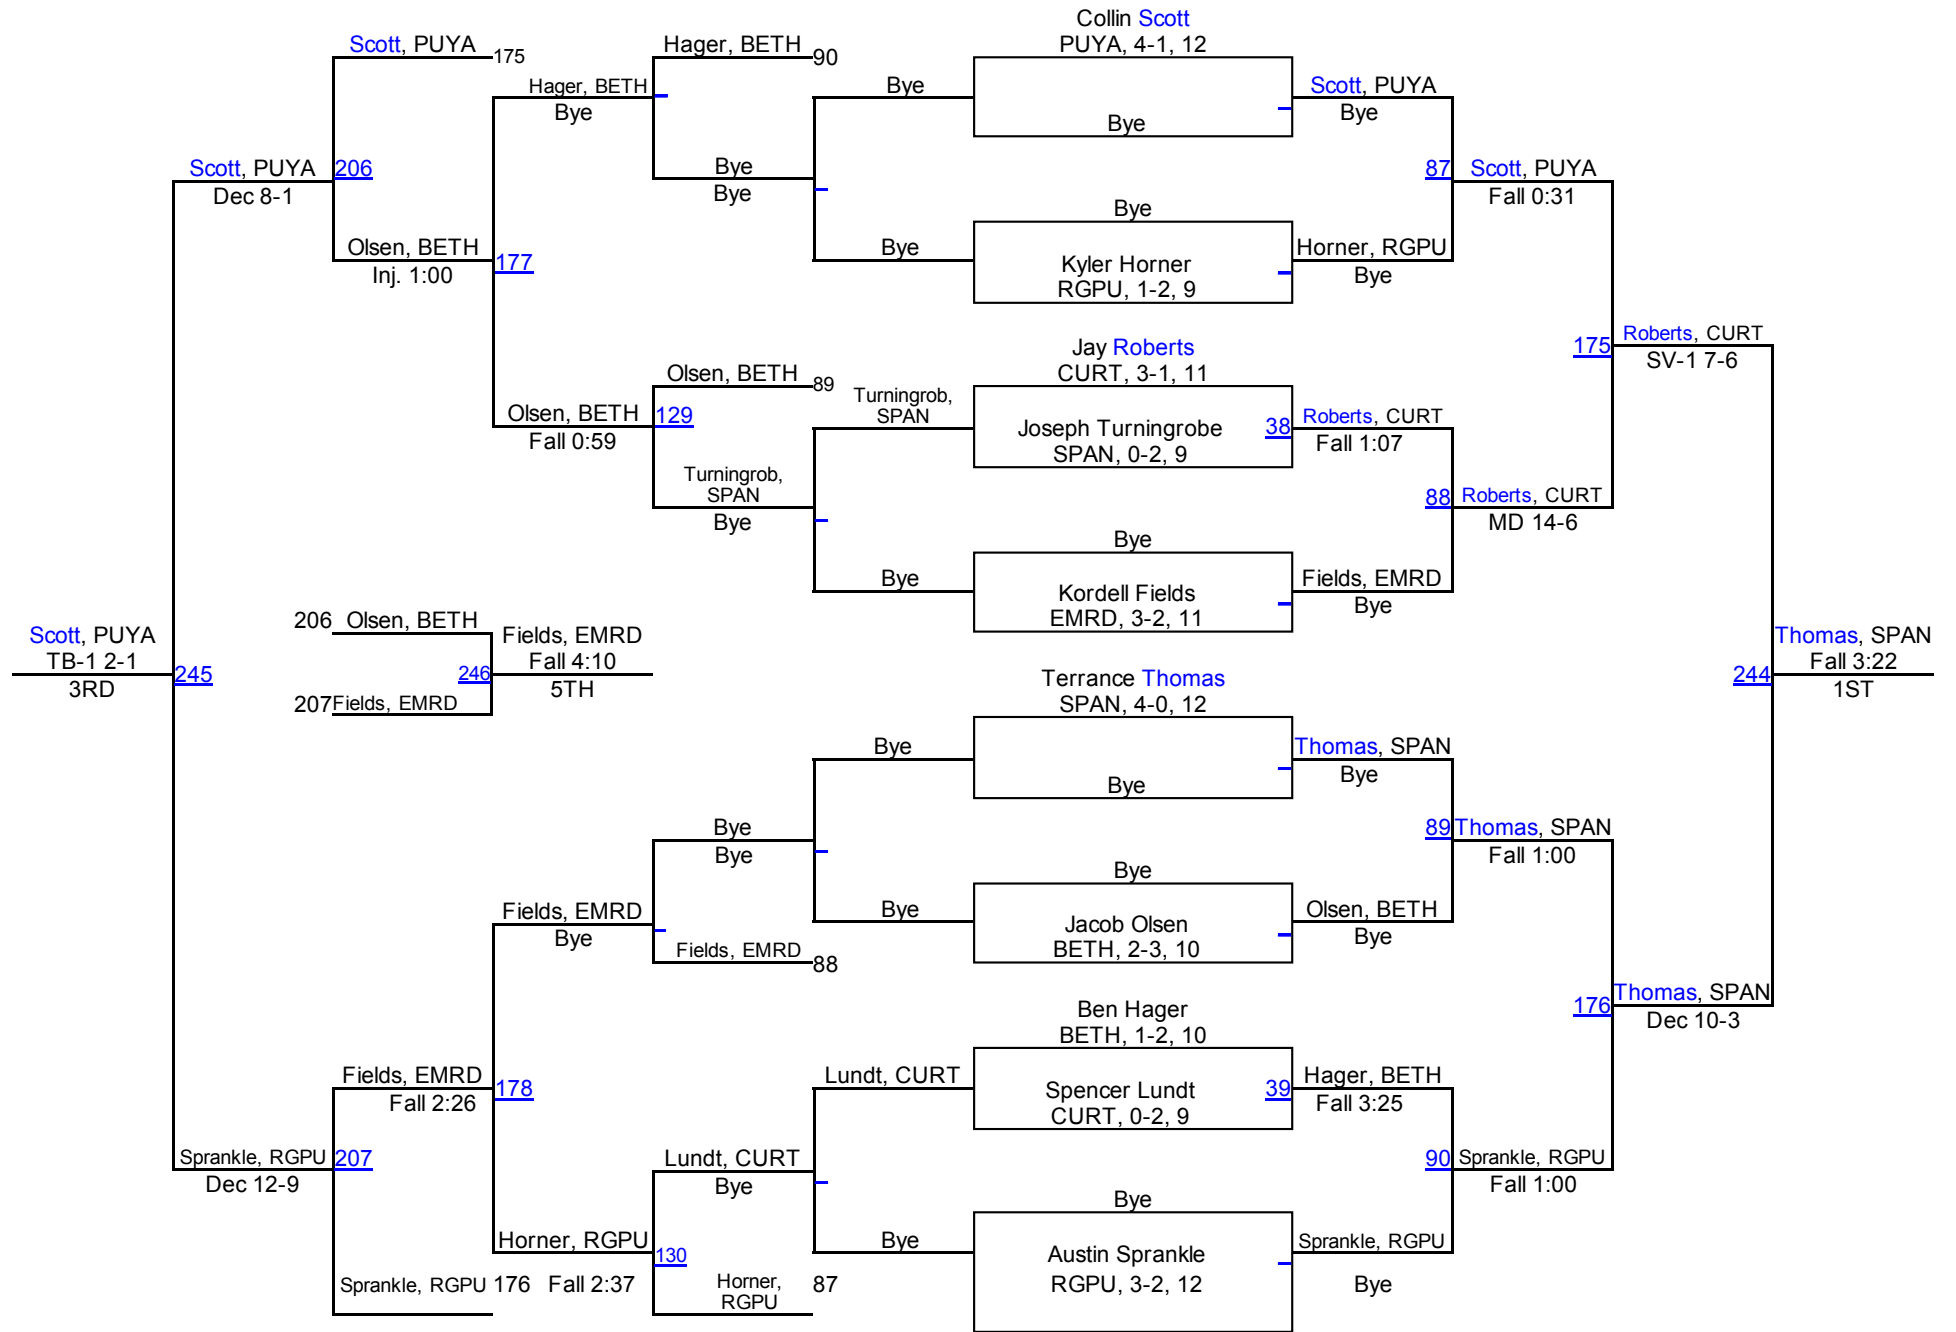 Collin Scott
PUYA, 4-1, 12
Scott, PUYA
175
Hager, BETH
90
Hager, BETH
Bye
Bye
Bye
Scott, PUYA
Bye
Scott, PUYA
Dec 8-1
206
Bye
Bye
87
Scott, PUYA
Fall 0:31
Bye
Olsen, BETH
Inj. 1:00
177
Bye
Kyler Horner
RGPU, 1-2, 9
Horner, RGPU
Bye
Jay Roberts
CURT, 3-1, 11
175
Roberts, CURT
SV-1 7-6
Olsen, BETH
89
Turningrob,
SPAN
Olsen, BETH
Fall 0:59
129
Joseph Turningrobe
SPAN, 0-2, 9
38
Roberts, CURT
Fall 1:07
Turningrob,
SPAN
Bye
88
Roberts, CURT
MD 14-6
Bye
Bye
Kordell Fields
EMRD, 3-2, 11
Fields, EMRD
Bye
206
Olsen, BETH
Scott, PUYA
TB-1 2-1
3RD
245
246
Fields, EMRD
Fall 4:10
5TH
207
Fields, EMRD
Thomas, SPAN
Fall 3:22
1ST
244
Terrance Thomas
SPAN, 4-0, 12
Bye
Bye
Thomas, SPAN
Bye
Bye
Bye
89
Thomas, SPAN
Fall 1:00
Bye
Fields, EMRD
Bye
Bye
Jacob Olsen
BETH, 2-3, 10
Olsen, BETH
Bye
Fields, EMRD
88
Ben Hager
BETH, 1-2, 10
176
Thomas, SPAN
Dec 10-3
Fields, EMRD
Fall 2:26
178
Lundt, CURT
Spencer Lundt
CURT, 0-2, 9
39
Hager, BETH
Fall 3:25
Sprankle, RGPU
Dec 12-9
207
Lundt, CURT
Bye
90
Sprankle, RGPU
Fall 1:00
Bye
Horner, RGPU
Fall 2:37
130
Bye
Austin Sprankle
RGPU, 3-2, 12
Sprankle, RGPU
Bye
Sprankle, RGPU
176
Horner,
RGPU
87